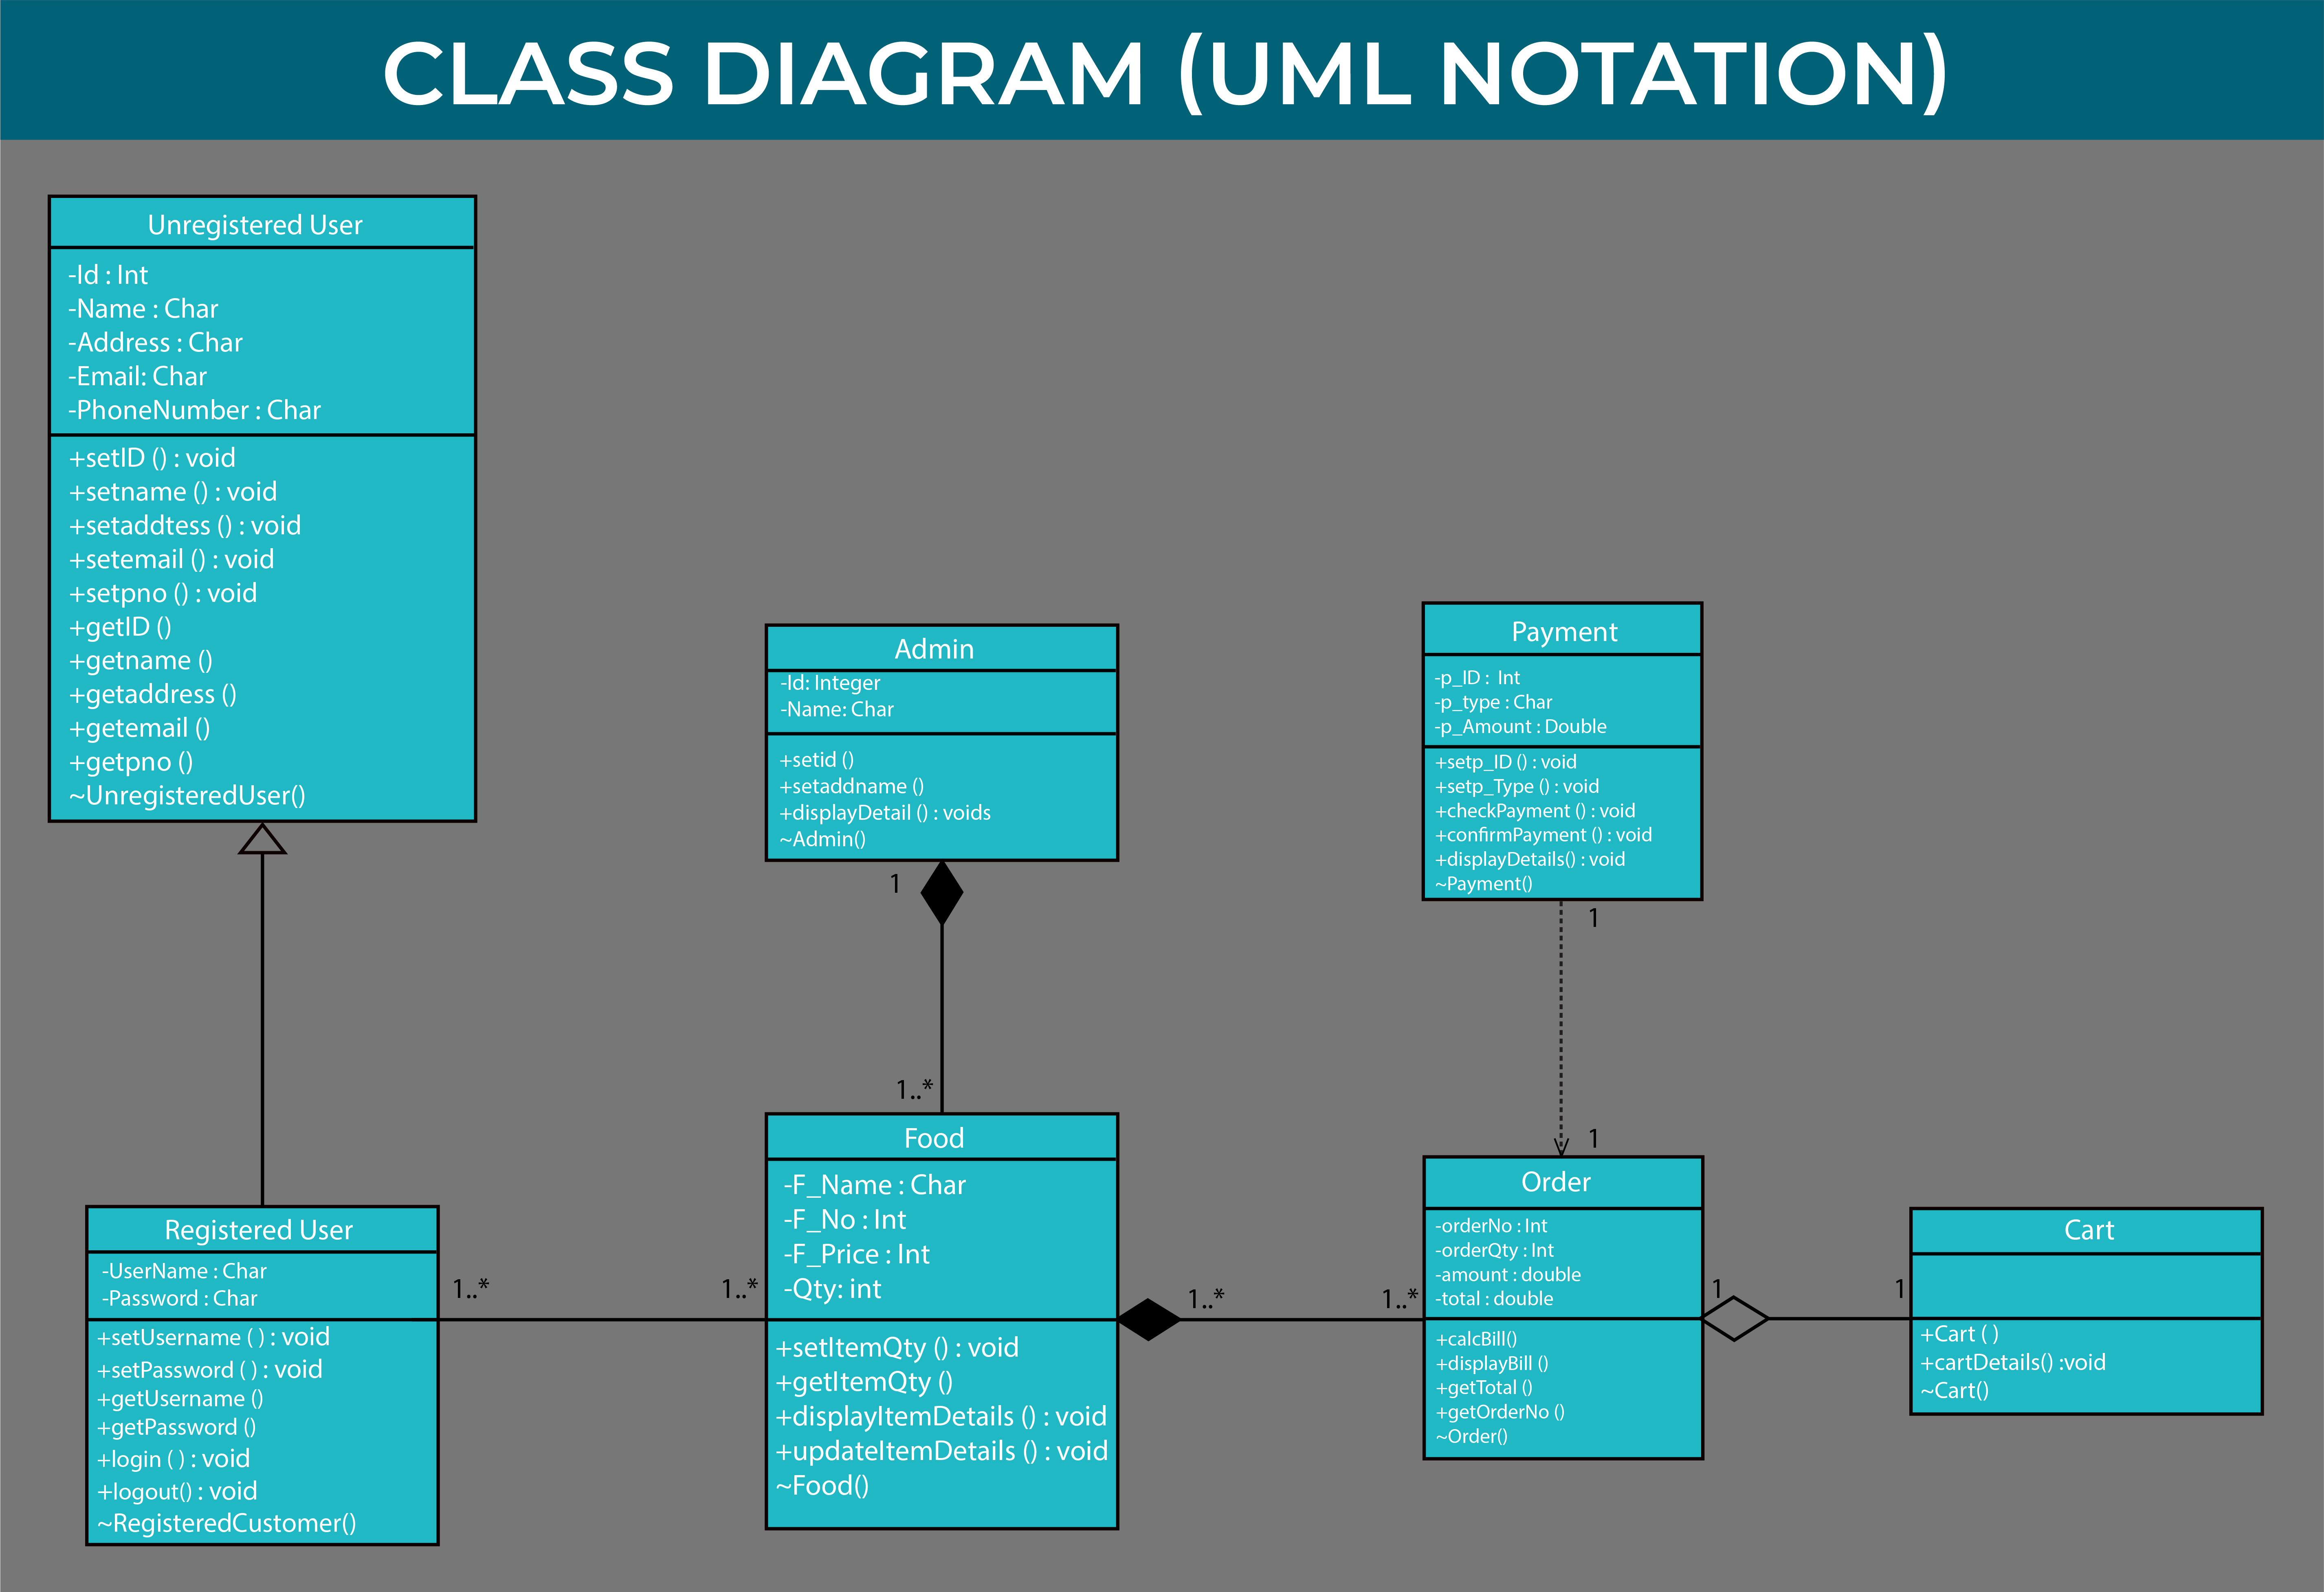 CLASS DIAGRAM (UML NOTATION)
Unregistered User
-Id : Int
-Name : Char
-Address : Char
-Email: Char
-PhoneNumber : Char
+setID () : void
+setname () : void
+setaddtess () : void
+setemail () : void
+setpno () : void
+getID ()
+getname ()
+getaddress ()
+getemail ()
+getpno ()
~UnregisteredUser()
Admin
-Id: Integer
-Name: Char
+setid ()
+setaddname ()
+displayDetail () : voids
~Admin()
1
1..*
Payment
-p_ID :  Int
-p_type : Char
-p_Amount : Double
+setp_ID () : void
+setp_Type () : void
+checkPayment () : void
+confirmPayment () : void
+displayDetails() : void
~Payment()
1
1
Registered User
-UserName : Char
-Password : Char
+setUsername ( ) : void
+setPassword ( ) : void
+getUsername ()
+getPassword ()
+login ( ) : void
+logout() : void
~RegisteredCustomer()
1..*
1..*
Food
-F_Name : Char
-F_No : Int
-F_Price : Int
-Qty: int
+setItemQty () : void
+getItemQty ()
+displayItemDetails () : void
+updateItemDetails () : void
~Food()
1..*
1..*
Order
-orderNo : Int
-orderQty : Int
-amount : double
-total : double
+calcBill()
+displayBill ()
+getTotal ()
+getOrderNo ()
~Order()
1
1
Cart
+Cart ( )
+cartDetails() :void
~Cart()